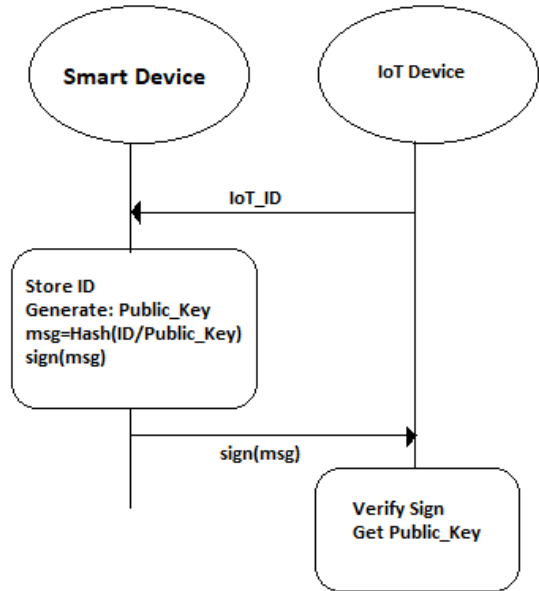 Smart Device
IoT Device
IoT_ID
Store ID
Generate: Public_Key
msg=Hash(ID/Public_Key)
sign(msg)
sign(msg)
Verify Sign
Get Public_Key